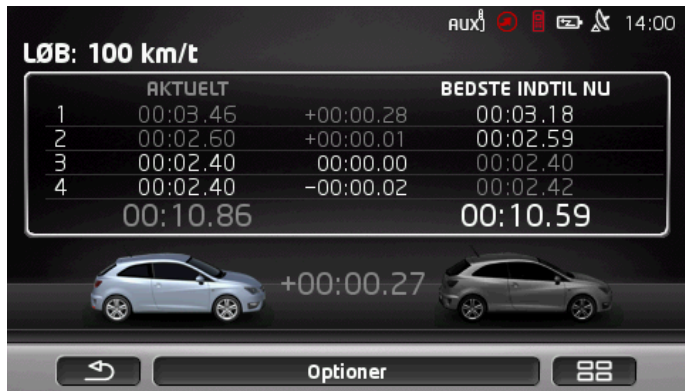 AUX 14:00
LØB: 100 km/t
AKTUELT BEDSTE INDTIL NU
1 00:03.46 +00:00.28 00:03.18
2 00:02.60 +00:00.01 00:02.59
3 00:02.40 00:00.00 00:02.40
4 00:02.40 -00:00.02 00:02.42
00:10.86 00:10.59
+00:00.27
Optioner